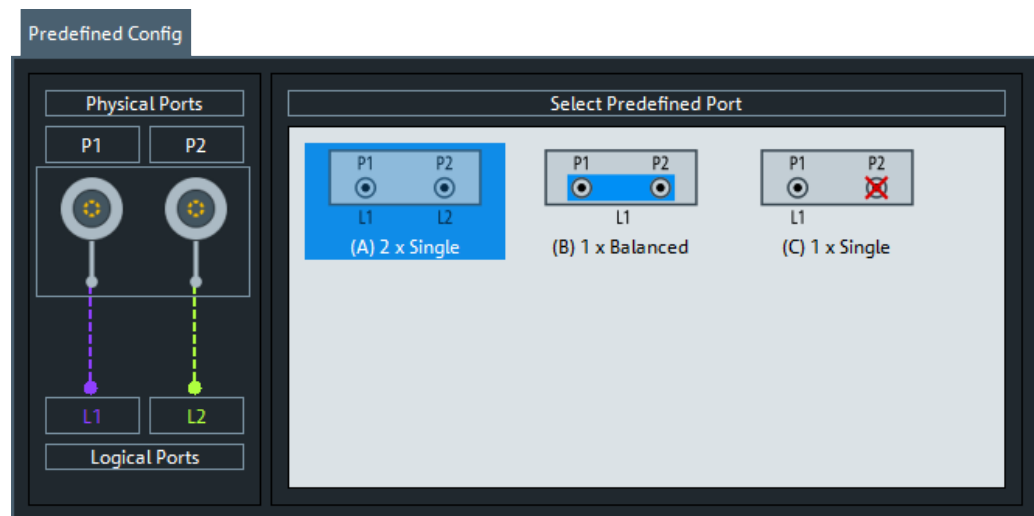 Predefined Config
Physical Ports
P1 P2
L1 L2
Logical Ports
Select Predefined Port
P1 P2
L1 L2
(A) 2 x Single
P1 P2
L1
(B) 1 x Balanced
P1 P2
L1
(C) 1 x Single